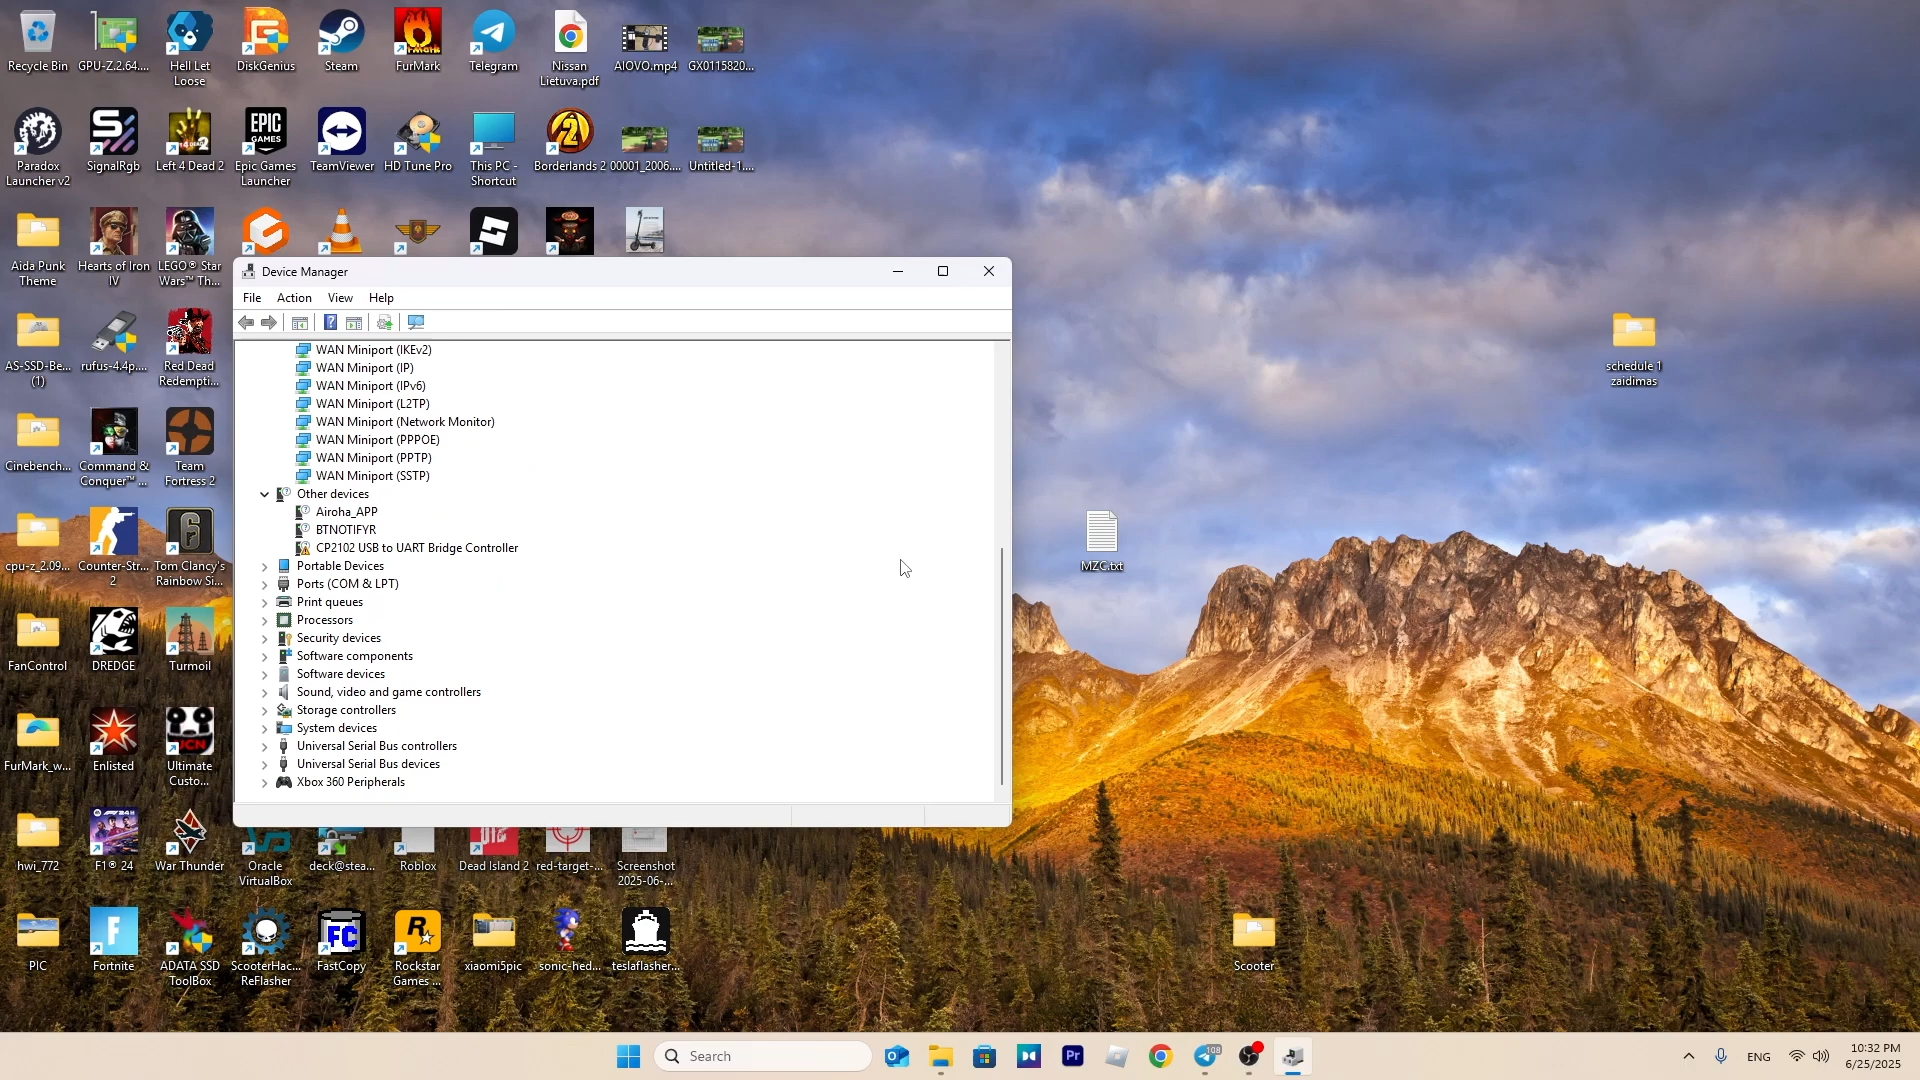 Recycle Bin
GPU-Z.2.64....
Hell Let
Loose
DiskGenius
Steam
FurMark
Telegram
Nissan
Lietuva.pdf
AIOVO.mp4
GX0115820...
Paradox
Launcher v2
SignalRgb
Left 4 Dead 2
EPIC
GAMES
Epic Games
Launcher
TeamViewer
HD Tune Pro
This PC -
Shortcut
Borderlands 2
00001_2006....
Untitled-1....
Aida Punk
Theme
Hearts of Iron
IV
LEGO® Star
Wars™ Th...
Device Manager
File
Action
View
Help
WAN Miniport (IKEv2)
WAN Miniport (IP)
WAN Miniport (IPv6)
WAN Miniport (L2TP)
WAN Miniport (Network Monitor)
WAN Miniport (PPPOE)
WAN Miniport (PPTP)
WAN Miniport (SSTP)
Other devices
Airoha_APP
BTNOTIFYR
CP2102 USB to UART Bridge Controller
Portable Devices
Ports (COM & LPT)
Print queues
Processors
Security devices
Software components
Software devices
Sound, video and game controllers
Storage controllers
System devices
Universal Serial Bus controllers
Universal Serial Bus devices
Xbox 360 Peripherals
AS-SSD-Be...
(1)
rufus-4.4p....
Red Dead
Redempti...
schedule 1
zaidimas
Cinebench...
Command &
Conquer™ ...
Team
Fortress 2
cpu-z_2.09...
Counter-Str...
2
Tom Clancy's
Rainbow Si...
MZC.txt
FanControl
DREDGE
Turmoil
FurMark_w...
Enlisted
UCN
Ultimate
Custo...
hwi_772
F1® 24
War Thunder
Oracle
VirtualBox
deck@stea...
Roblox
Dead Island 2
red-target-...
Screenshot
2025-06-...
PIC
Fortnite
ADATA SSD
ToolBox
ScooterHac...
ReFlasher
FC
FastCopy
Rockstar
Games ...
xiaomi5pic
sonic-hed...
teslaflasher...
Scooter
Search
Pr
108
ENG
10:32 PM
6/25/2025